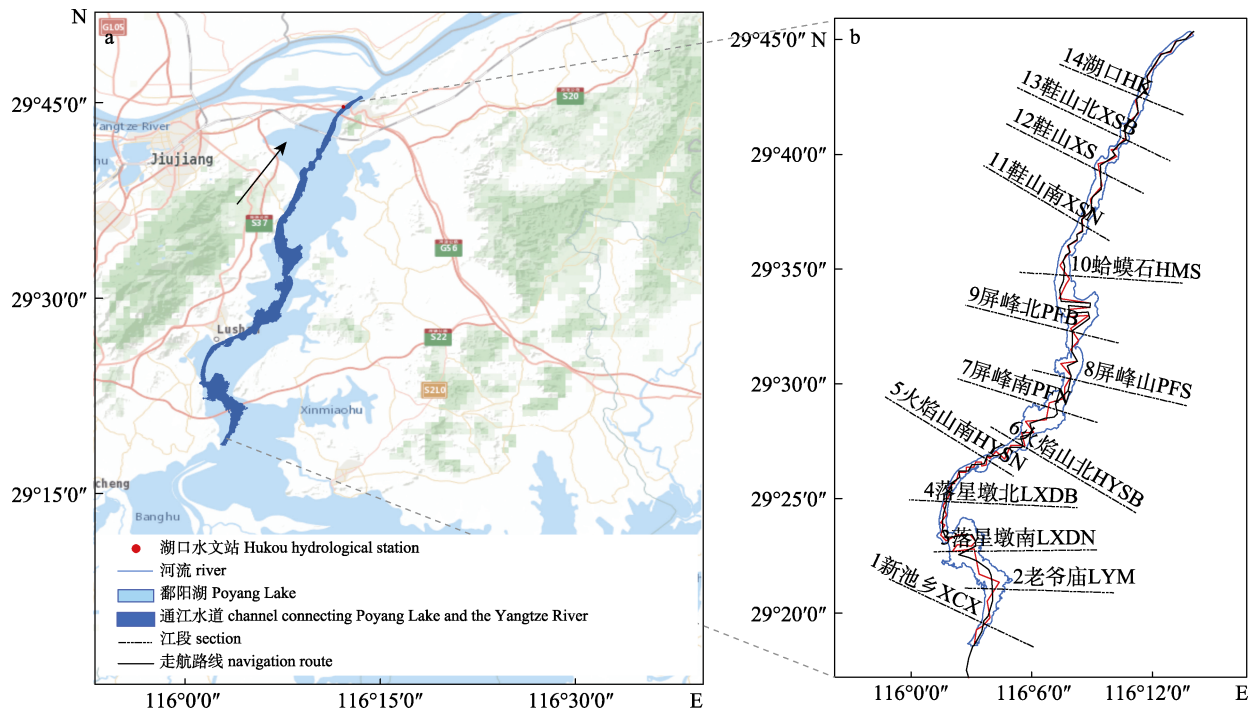 N
a
G105
29°45′0″
Yangtze River
Jiujiang
S20
S37
G56
29°30′0″
S22
S210
Xinmiaohu
29°15′0″
cheng
Banghu
湖口水文站 Hukou hydrological station
河流 river
鄱阳湖 Poyang Lake
通江水道 channel connecting Poyang Lake and the Yangtze River
江段 section
走航路线 navigation route
116°0′0″
116°15′0″
116°30′0″
E
29°45′0″ N
b
14湖口HK
13鞋山北XSB
12鞋山XS
29°40′0″
11鞋山南XSN
29°35′0″
10蛤蟆石HMS
9屏峰北PFB
29°30′0″
8屏峰山PFS
7屏峰南PFN
6火焰山北HYSB
5火焰山南HYSN
29°25′0″
4落星墩北LXDB
3落星墩南LXDN
2老爷庙LYM
1新池乡XCX
29°20′0″
116°0′0″
116°6′0″
116°12′0″
E